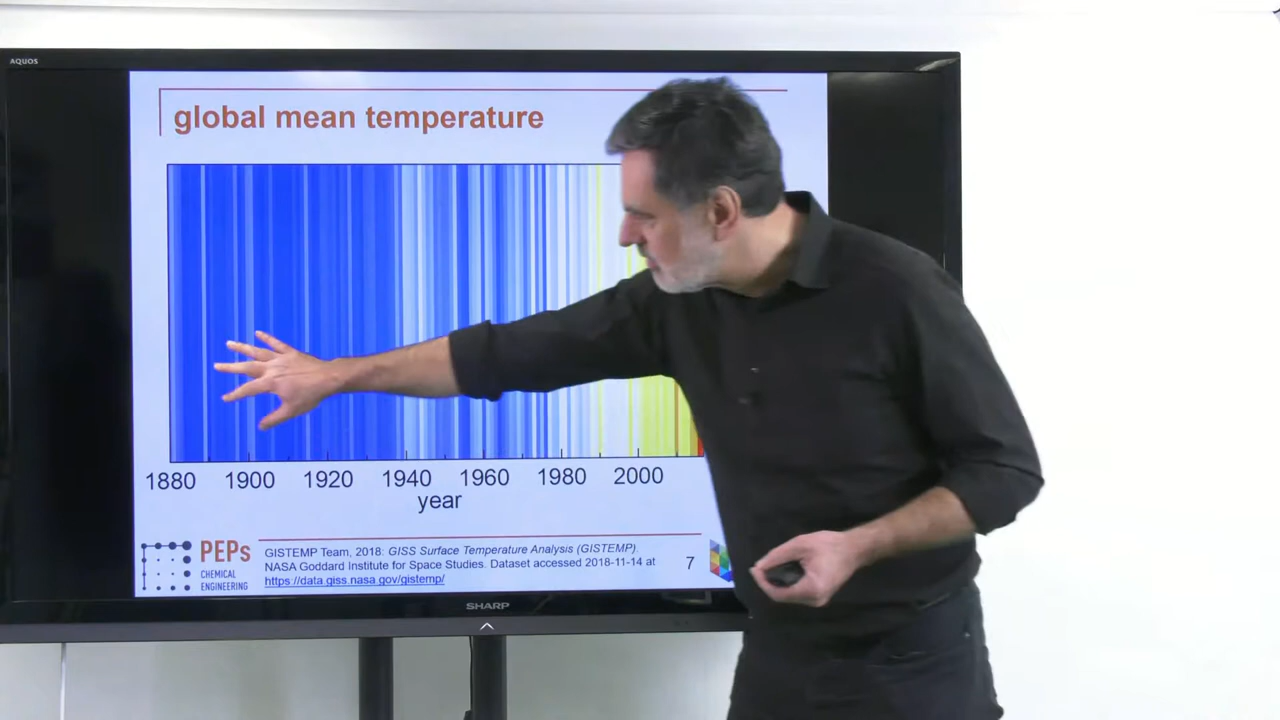 AQUOS
global mean temperature
1880 1900 1920 1940 1960 1980 2000
year
PEPs
CHEMICAL
ENGINEERING
GISTEMP Team, 2018: GISS Surface Temperature Analysis (GISTEMP).
NASA Goddard Institute for Space Studies. Dataset accessed 2018-11-14 at
https://data.giss.nasa.gov/gistemp/
7
SHARP